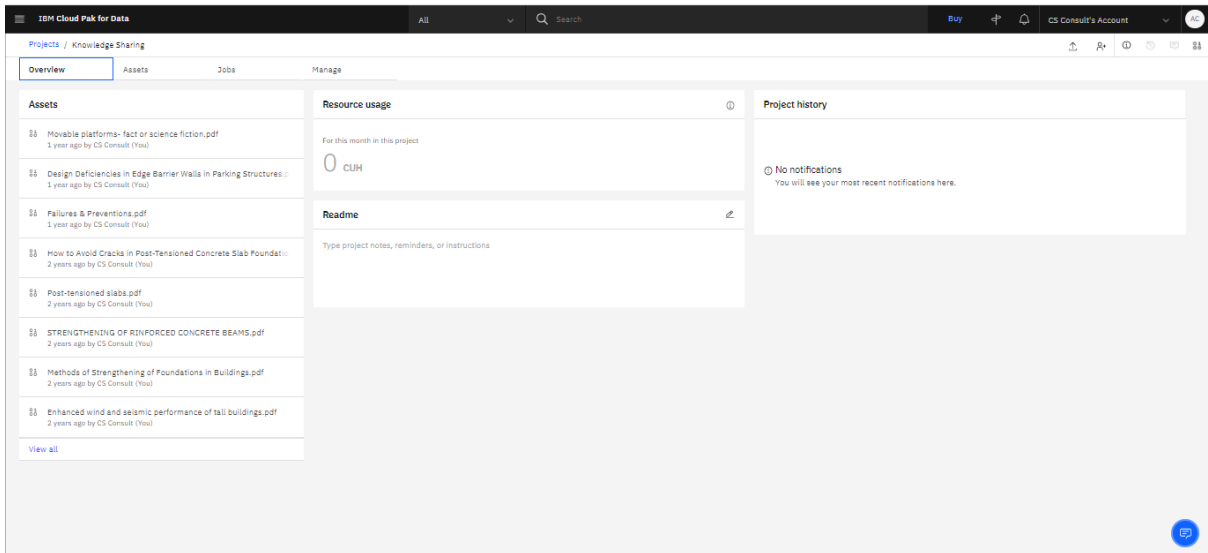 IBM Cloud Pak for Data
All
Search
Buy
CS Consult's Account
AC
Projects / Knowledge Sharing
Overview
Assets
Jobs
Manage
Assets
Movable platforms- fact or science fiction.pdf
1 year ago by CS Consult (You)
Design Deficiencies in Edge Barrier Walls in Parking Structures.p
1 year ago by CS Consult (You)
Failures & Preventions.pdf
1 year ago by CS Consult (You)
How to Avoid Cracks in Post-Tensioned Concrete Slab Foundatio
2 years ago by CS Consult (You)
Post-tensioned slabs.pdf
2 years ago by CS Consult (You)
STRENGTHENING OF RINFORCED CONCRETE BEAMS.pdf
2 years ago by CS Consult (You)
Methods of Strengthening of Foundations in Buildings.pdf
2 years ago by CS Consult (You)
Enhanced wind and seismic performance of tall buildings.pdf
2 years ago by CS Consult (You)
View all
Resource usage
For this month in this project
0 CUH
Readme
Type project notes, reminders, or instructions
Project history
No notifications
You will see your most recent notifications here.